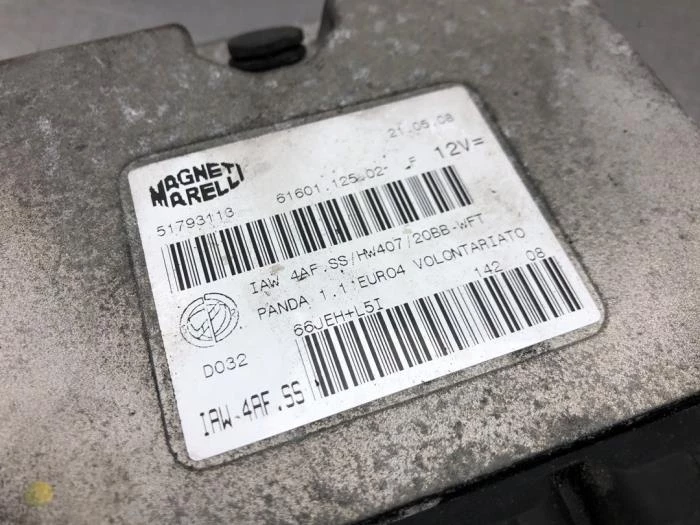 MAGNETI
MARELLI
21.05.08
51793113
61601.125.02- F
12V=
IAW 4AF.SS/HW407/20BB-WFT
PANDA 1.1 EURO4 VOLONTARIATO
66JEH+L5I
142 08
D032
IAW-4AF.SS